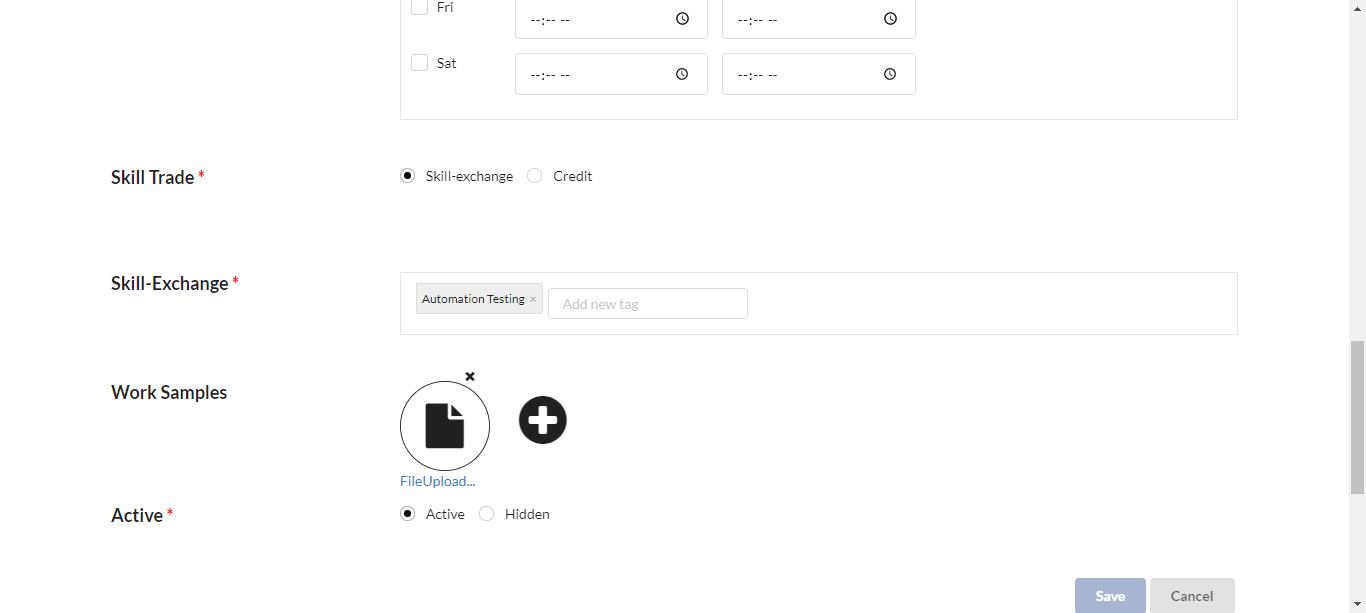 Fri --:-- -- --:-- --
Sat --:-- -- --:-- --
Skill Trade * Skill-exchange Credit
Skill-Exchange * Automation Testing × Add new tag
Work Samples
FileUpload...
Active * Active Hidden
Save Cancel